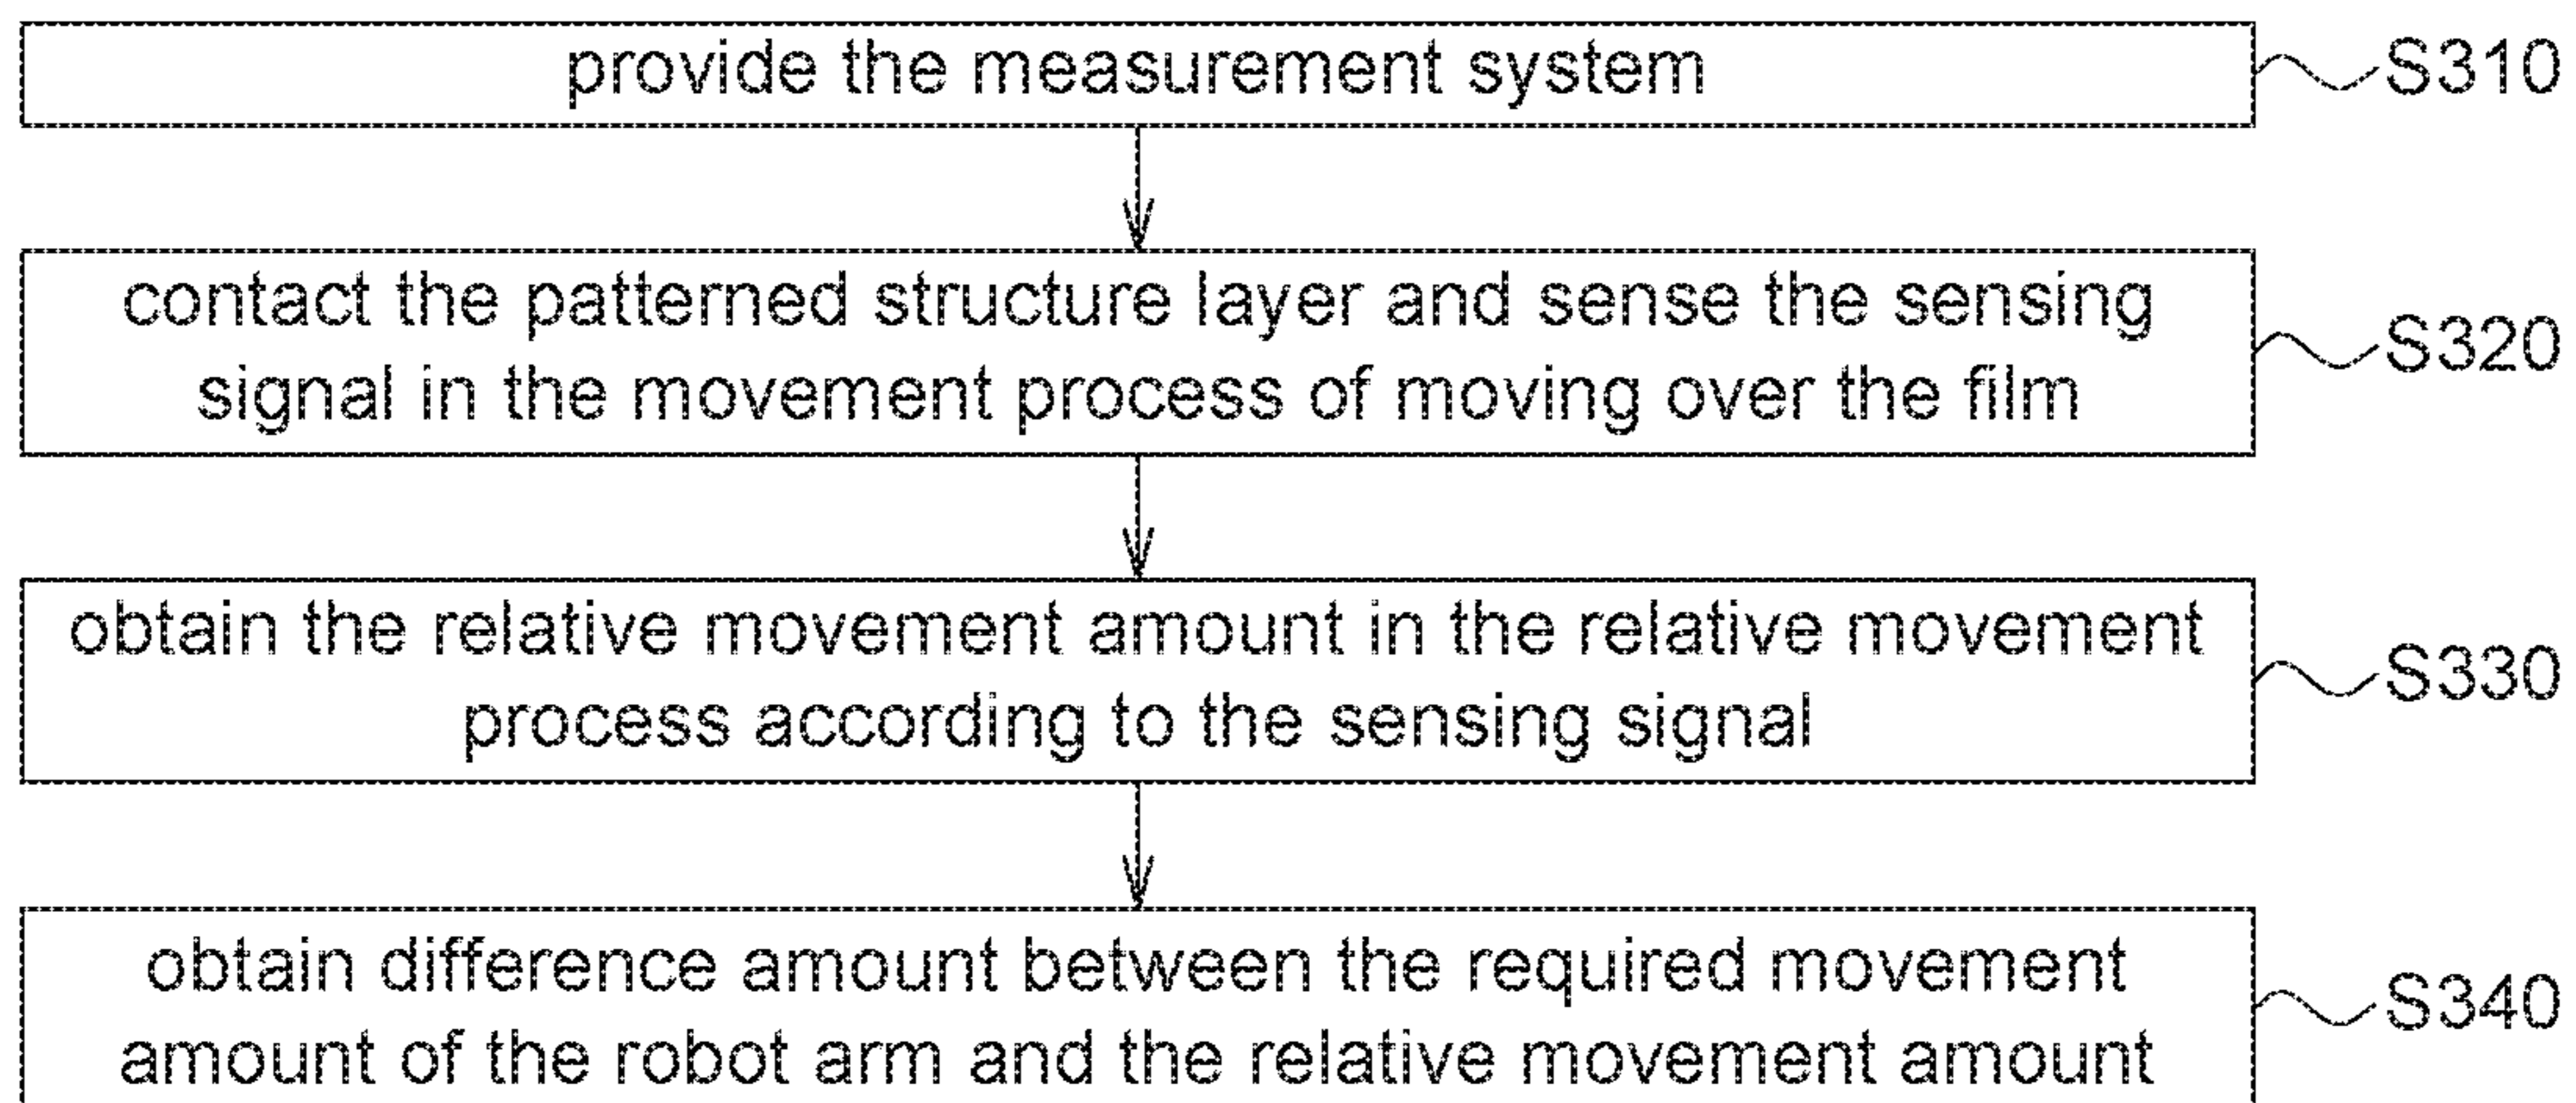 provide the measurement system
S310
contact the patterned structure layer and sense the sensing
signal in the movement process of moving over the film
S320
obtain the relative movement amount in the relative movement
process according to the sensing signal
S330
obtain difference amount between the required movement
amount of the robot arm and the relative movement amount
S340